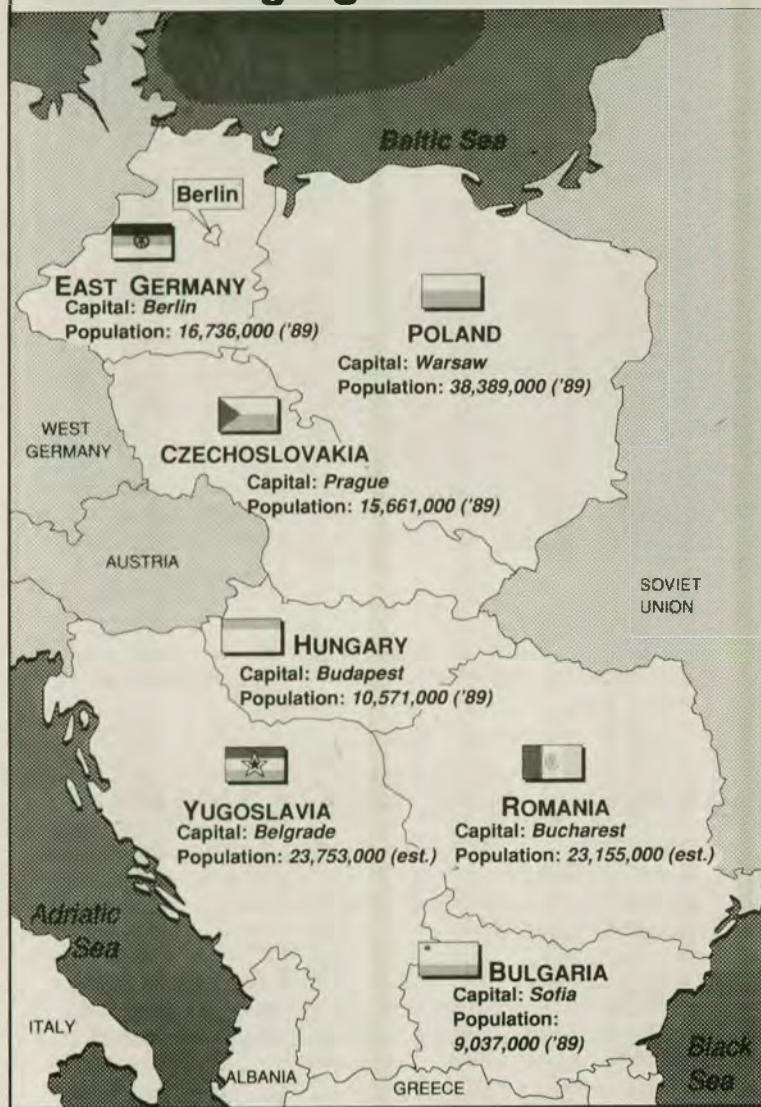 Baltic Sea
Berlin
EAST GERMANY
Capital: Berlin
Population: 16,736,000 ('89)
POLAND
Capital: Warsaw
Population: 38,389,000 ('89)
WEST
GERMANY
CZECHOSLOVAKIA
Capital: Prague
Population: 15,661,000 ('89)
AUSTRIA
SOVIET
UNION
HUNGARY
Capital: Budapest
Population: 10,571,000 ('89)
YUGOSLAVIA
Capital: Belgrade
Population: 23,753,000 (est.)
ROMANIA
Capital: Bucharest
Population: 23,155,000 (est.)
Adriatic
Sea
BULGARIA
Capital: Sofia
Population:
9,037,000 ('89)
ITALY
ALBANIA
GREECE
Black
Sea